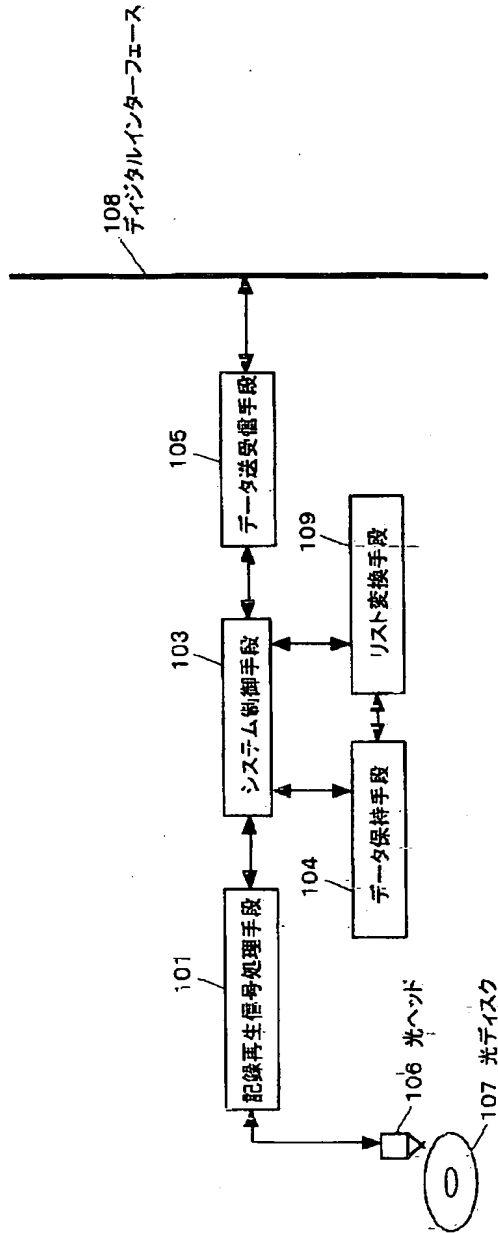 108
ディジタルインターフェース
105
データ送受信手段
103
システム制御手段
109
リスト変換手段
104
データ保持手段
101
記録再生信号処理手段
106 光ヘッド
107 光ディスク